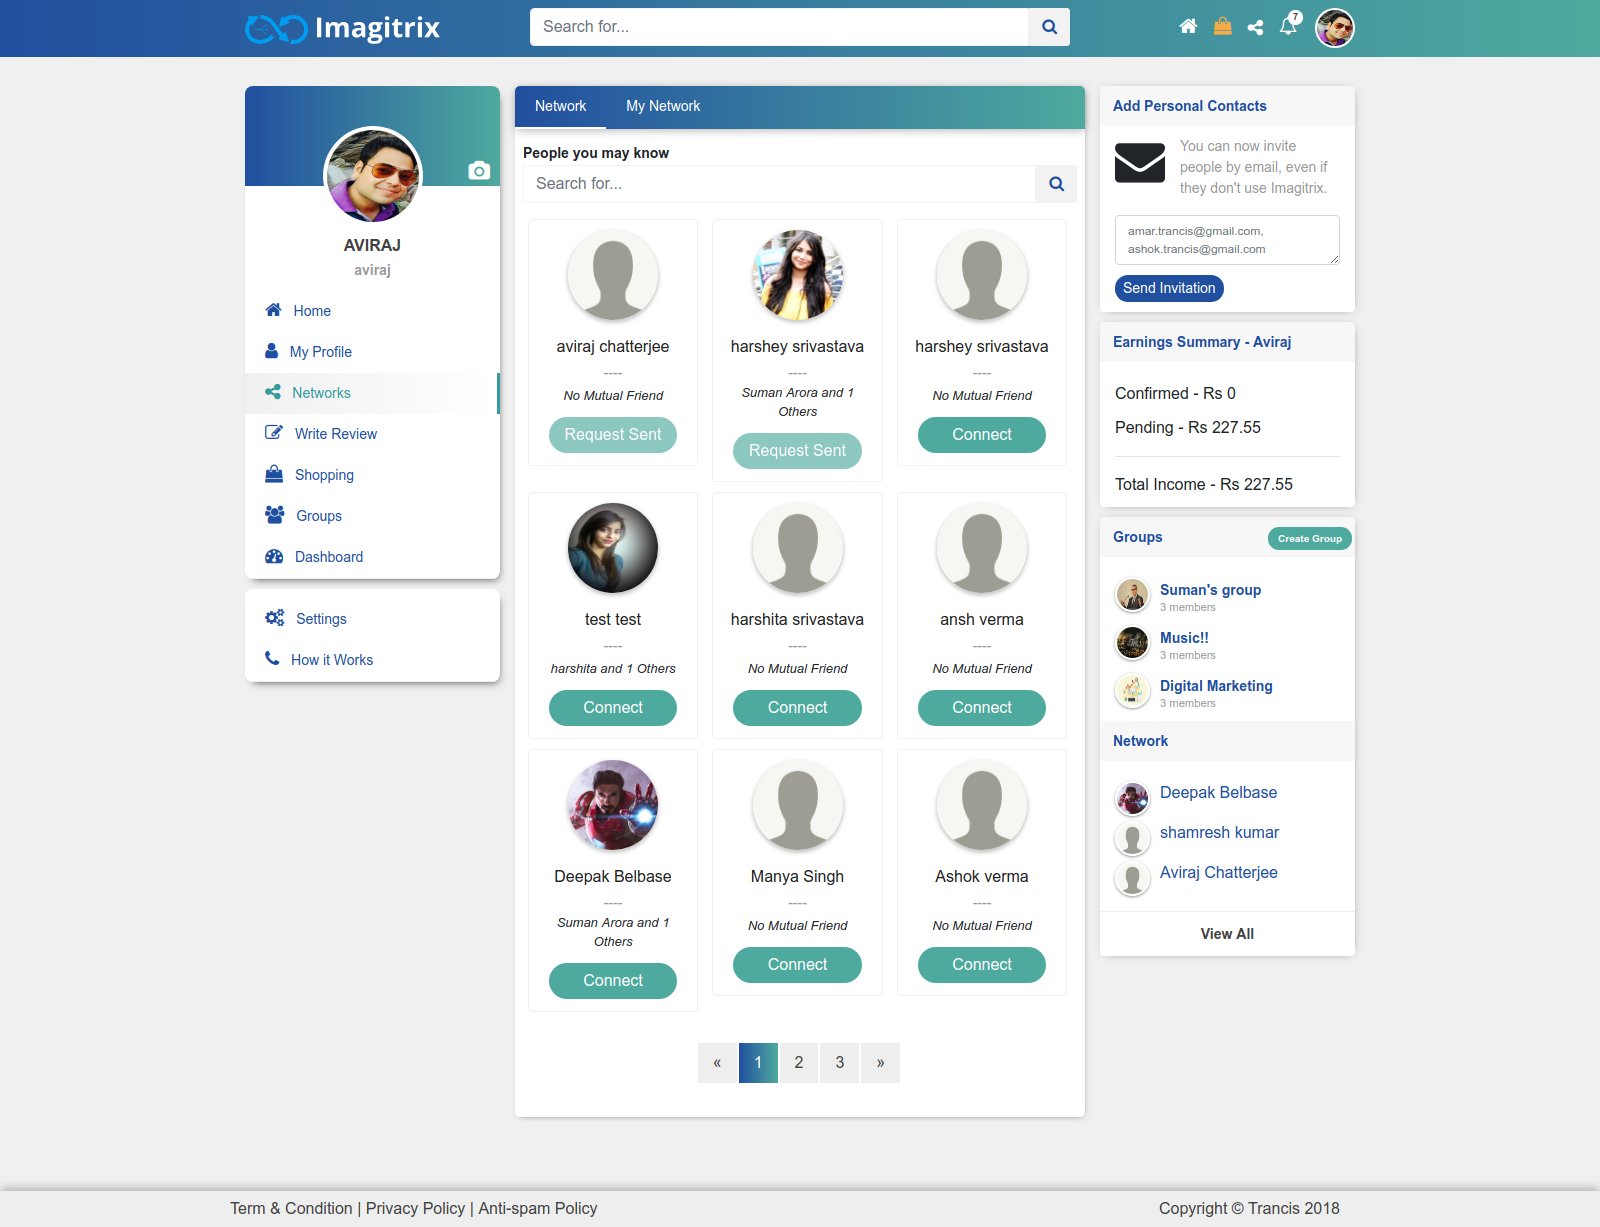 Imagitrix
Search for...
7
AVIRAJ
aviraj
Home
My Profile
Networks
Write Review
Shopping
Groups
Dashboard
Settings
How it Works
Network
My Network
People you may know
Search for...
aviraj chatterjee
----
No Mutual Friend
Request Sent
harshey srivastava
----
Suman Arora and 1
Others
Request Sent
harshey srivastava
----
No Mutual Friend
Connect
test test
----
harshita and 1 Others
Connect
harshita srivastava
----
No Mutual Friend
Connect
ansh verma
----
No Mutual Friend
Connect
Deepak Belbase
----
Suman Arora and 1
Others
Connect
Manya Singh
----
No Mutual Friend
Connect
Ashok verma
----
No Mutual Friend
Connect
« 1 2 3 »
Add Personal Contacts
You can now invite
people by email, even if
they don't use Imagitrix.
amar.trancis@gmail.com,
ashok.trancis@gmail.com
Send Invitation
Earnings Summary - Aviraj
Confirmed - Rs 0
Pending - Rs 227.55
Total Income - Rs 227.55
Groups
Create Group
Suman's group
3 members
Music!!
3 members
Digital Marketing
3 members
Network
Deepak Belbase
shamresh kumar
Aviraj Chatterjee
View All
Term & Condition | Privacy Policy | Anti-spam Policy
Copyright © Trancis 2018